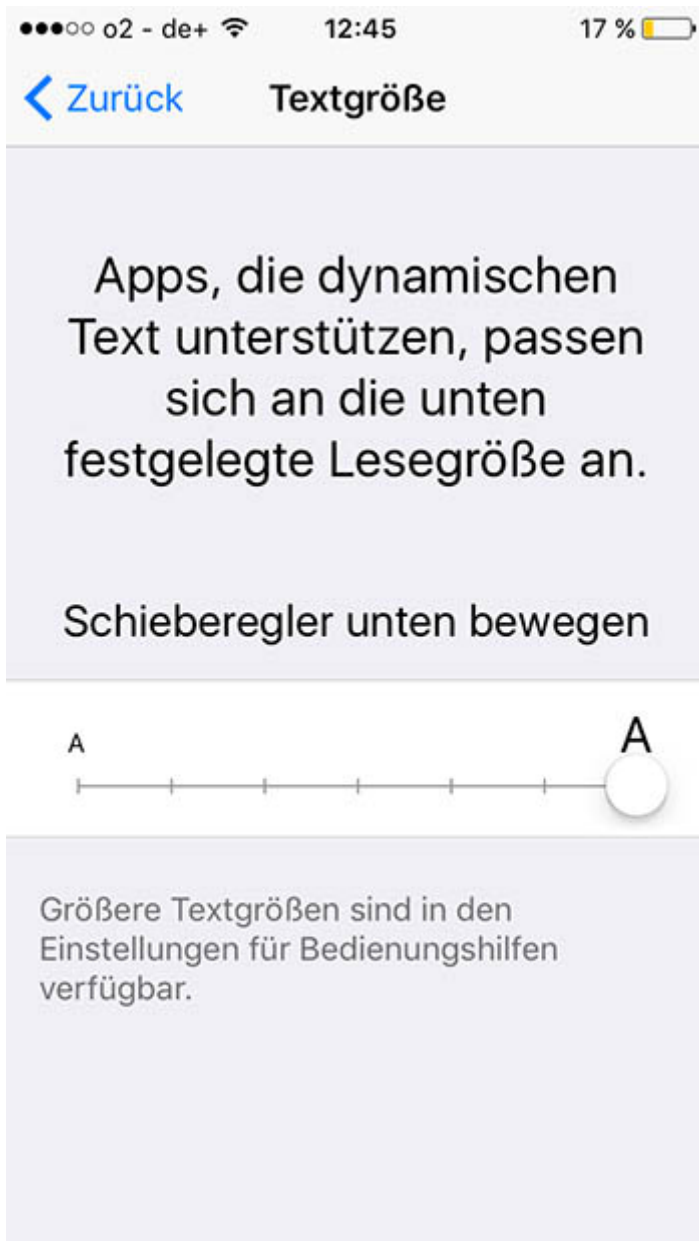 o2 - de+ 12:45 17 %
Zurück Textgröße
Apps, die dynamischen
Text unterstützen, passen
sich an die unten
festgelegte Lesegröße an.
Schieberegler unten bewegen
A A
Größere Textgrößen sind in den
Einstellungen für Bedienungshilfen
verfügbar.